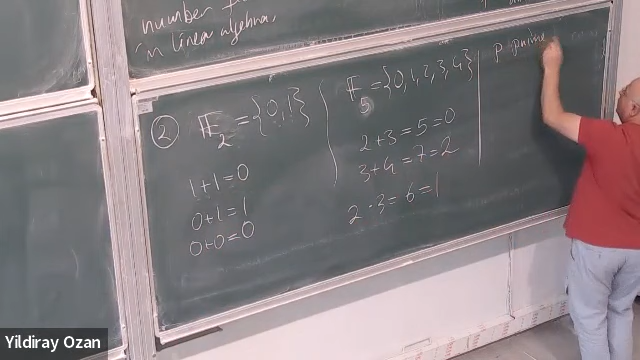 number
in linear algebra,
② F₂ = {0,1}
1+1=0
0+1=1
0+0=0
F₅ = {0,1,2,3,4}
2+3=5=0
3+4=7=2
2·3=6=1
p prime
Yildiray Ozan